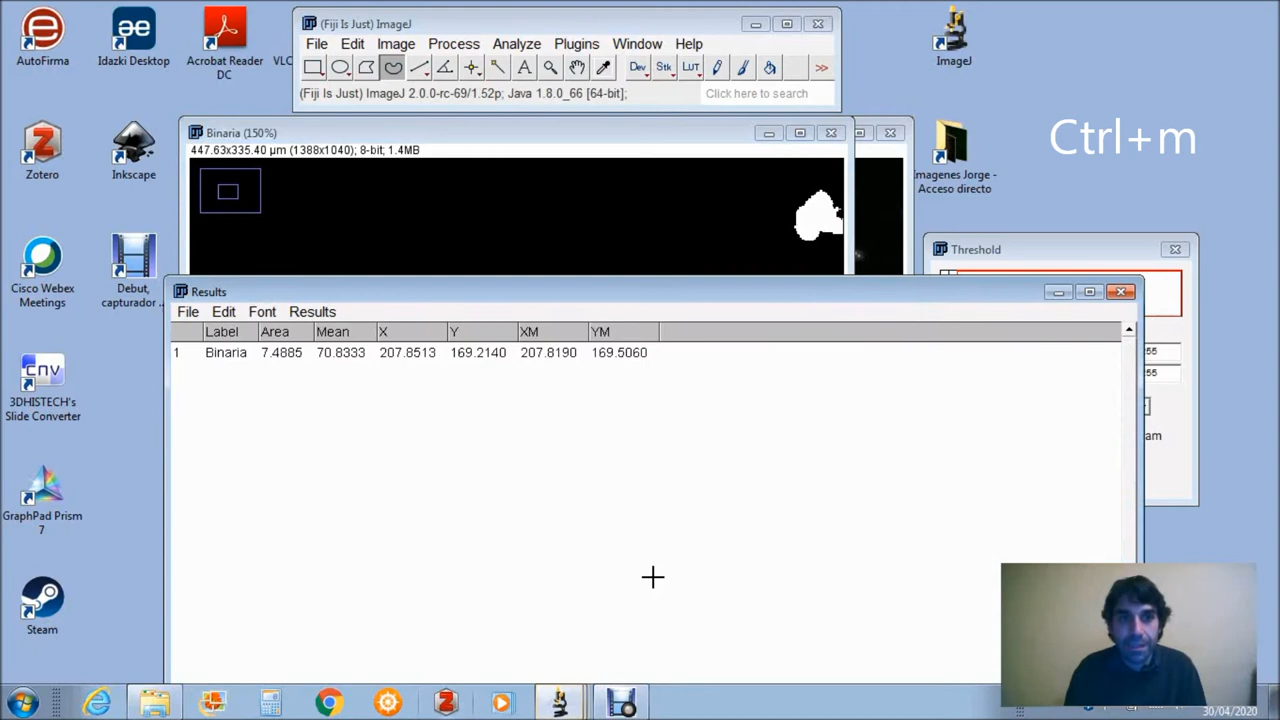 AutoFirma
Idazki Desktop
Acrobat Reader
DC
VLC
(Fiji Is Just) ImageJ
File Edit Image Process Analyze Plugins Window Help
Dev Stk LUT >>
(Fiji Is Just) ImageJ 2.0.0-rc-69/1.52p; Java 1.8.0_66 [64-bit];
Click here to search
ImageJ
Ctrl+m
Zotero
Inkscape
Binaria (150%)
447.63x335.40 µm (1388x1040); 8-bit; 1.4MB
Imagenes Jorge -
Acceso directo
Cisco Webex
Meetings
Debut,
capturador ...
Threshold
Results
File Edit Font Results
Label Area Mean X Y XM YM
1 Binaria 7.4885 70.8333 207.8513 169.2140 207.8190 169.5060
cnv
3DHISTECH's
Slide Converter
GraphPad Prism
7
Steam
30/04/2020